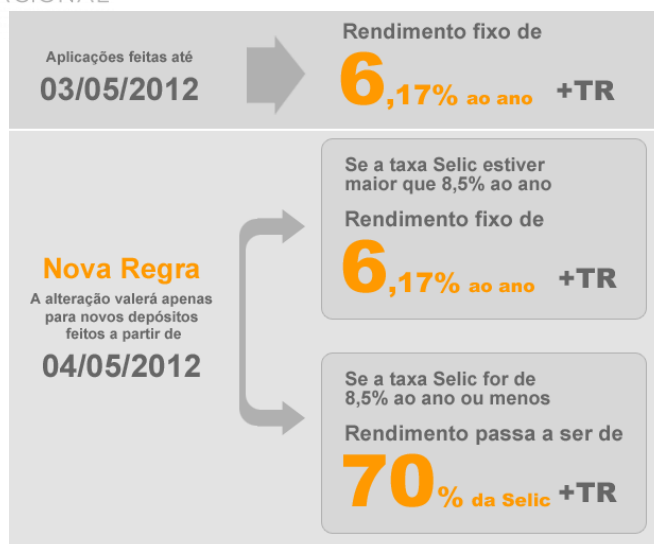 ACIONAL
Aplicações feitas até
03/05/2012
Rendimento fixo de
6,17% ao ano +TR
Nova Regra
A alteração valerá apenas
para novos depósitos
feitos a partir de
04/05/2012
Se a taxa Selic estiver
maior que 8,5% ao ano
Rendimento fixo de
6,17% ao ano +TR
Se a taxa Selic for de
8,5% ao ano ou menos
Rendimento passa a ser de
70% da Selic +TR